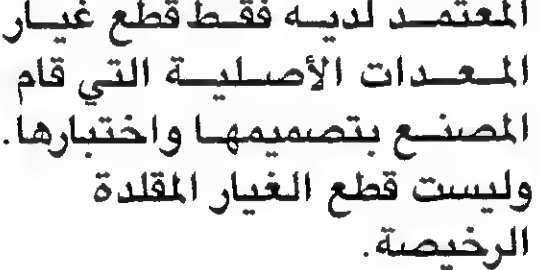 المعتمد لديه فقط قطع غيار
المعدات الأصلية التي قام
المصنع بتصميمها واختبارها.
وليست قطع الغيار المقلدة
الرخيصة.